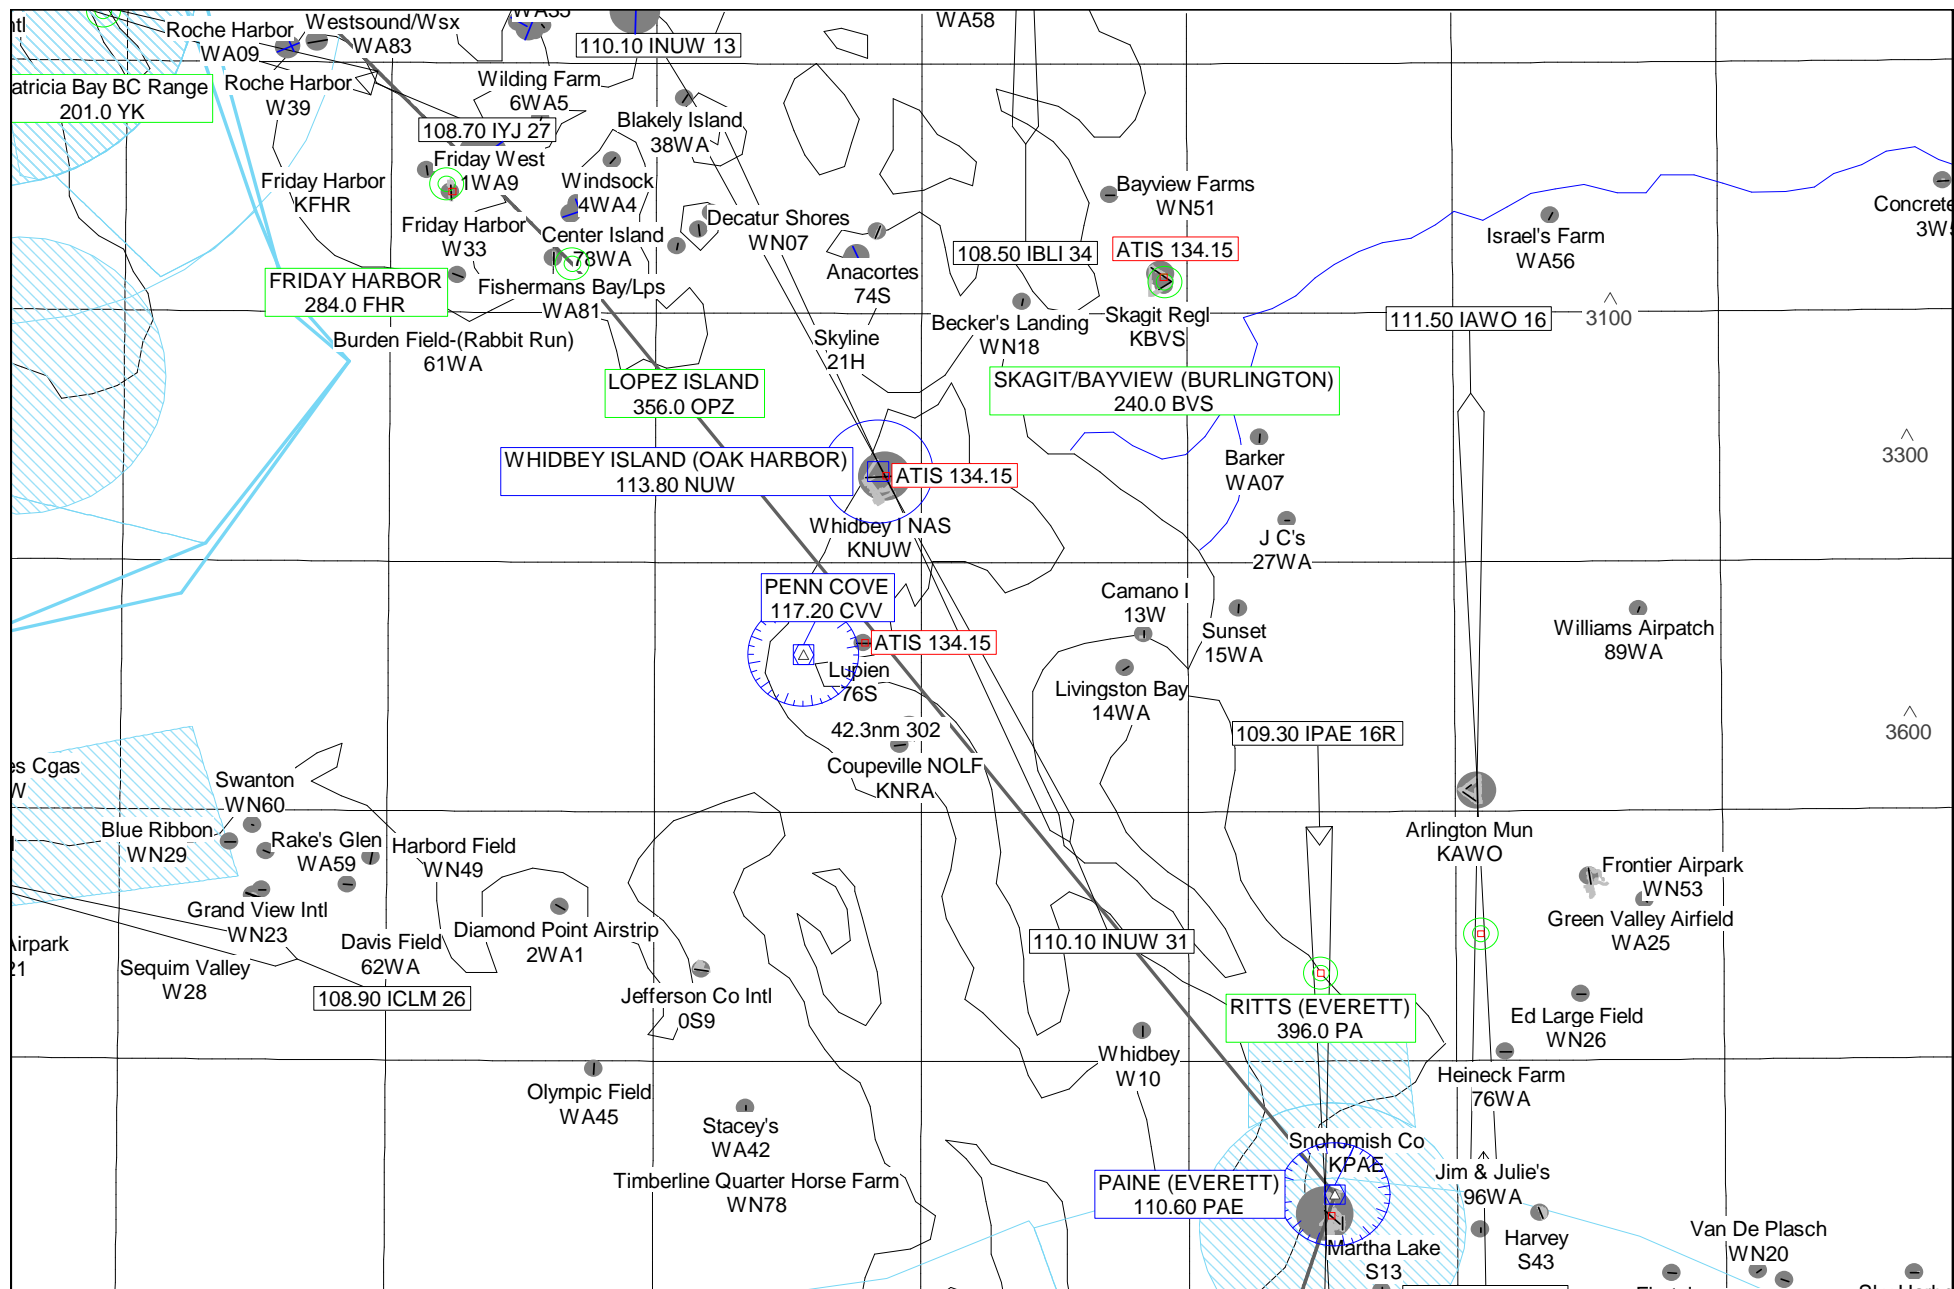 ntl
Roche Harbor
WA09
Westsound/Wsx
WA83
WA33
110.10 INUW 13
WA58
atricia Bay BC Range
201.0 YK
Roche Harbor
W39
Wilding Farm
6WA5
108.70 IYJ 27
Blakely Island
38WA
Friday West
1WA9
Friday Harbor
KFHR
Windsock
4WA4
Friday Harbor
W33
Center Island
78WA
Decatur Shores
WN07
Bayview Farms
WN51
Israel's Farm
WA56
Concrete
3W
108.50 IBLI 34
ATIS 134.15
Anacortes
74S
FRIDAY HARBOR
284.0 FHR
Fishermans Bay/Lps
WA81
Burden Field-(Rabbit Run)
61WA
Skyline
21H
Becker's Landing
WN18
Skagit Regl
KBVS
111.50 IAWO 16
3100
LOPEZ ISLAND
356.0 OPZ
SKAGIT/BAYVIEW (BURLINGTON)
240.0 BVS
WHIDBEY ISLAND (OAK HARBOR)
113.80 NUW
ATIS 134.15
Barker
WA07
3300
Whidbey I NAS
KNUW
J C's
27WA
PENN COVE
117.20 CVV
Camano I
13W
Sunset
15WA
Williams Airpatch
89WA
ATIS 134.15
Lupien
76S
Livingston Bay
14WA
42.3nm 302
109.30 IPAE 16R
3600
Coupeville NOLF
KNRA
es Cgas
W
Swanton
WN60
Blue Ribbon
WN29
Rake's Glen
WA59
Harbord Field
WN49
Arlington Mun
KAWO
Frontier Airpark
WN53
Grand View Intl
WN23
Green Valley Airfield
WA25
Airpark
21
Davis Field
62WA
Diamond Point Airstrip
2WA1
110.10 INUW 31
Sequim Valley
W28
108.90 ICLM 26
Jefferson Co Intl
0S9
RITTS (EVERETT)
396.0 PA
Ed Large Field
WN26
Whidbey
W10
Heineck Farm
76WA
Olympic Field
WA45
Stacey's
WA42
Snohomish Co
KPAE
Timberline Quarter Horse Farm
WN78
PAINE (EVERETT)
110.60 PAE
Jim & Julie's
96WA
Harvey
S43
Martha Lake
S13
Van De Plasch
WN20